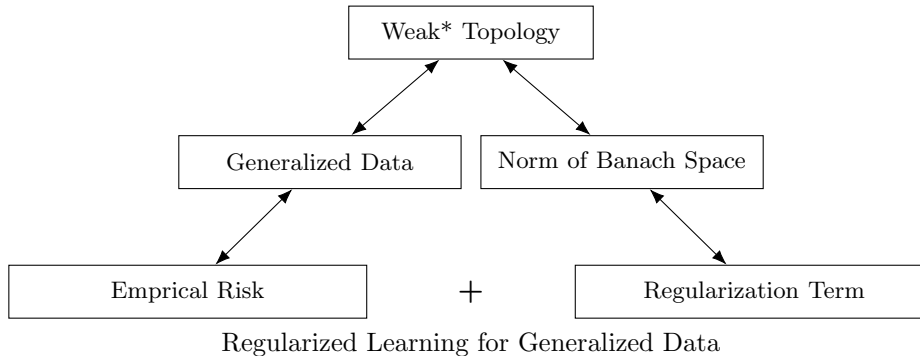 Weak* Topology
Generalized Data
Norm of Banach Space
Emprical Risk
+
Regularization Term
Regularized Learning for Generalized Data